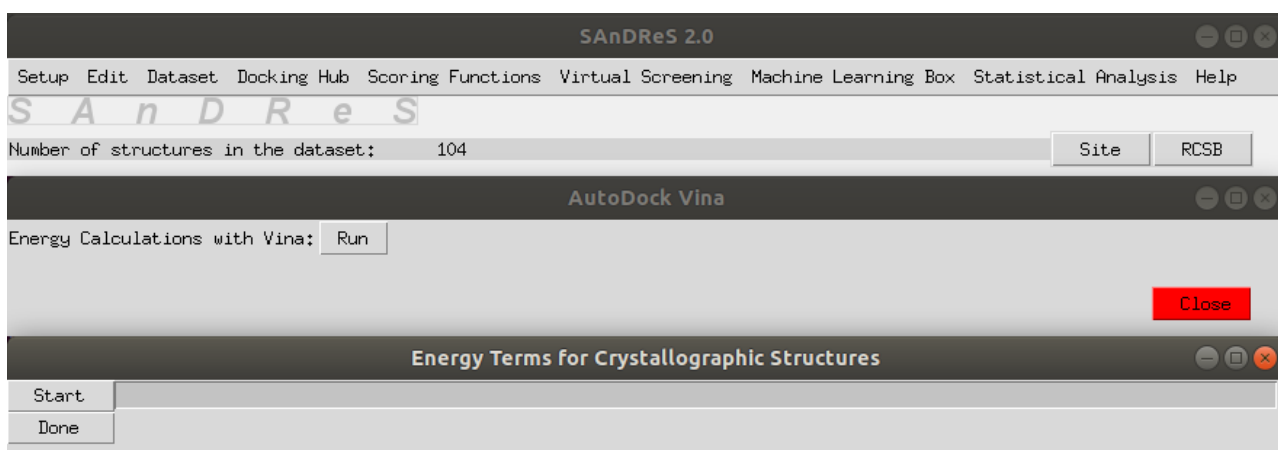 SAnDReS 2.0
Setup Edit Dataset Docking Hub Scoring Functions Virtual Screening Machine Learning Box Statistical Analysis Help
S A n D R e S
Number of structures in the dataset: 104 Site RCSB
AutoDock Vina
Energy Calculations with Vina: Run
Close
Energy Terms for Crystallographic Structures
Start
Done